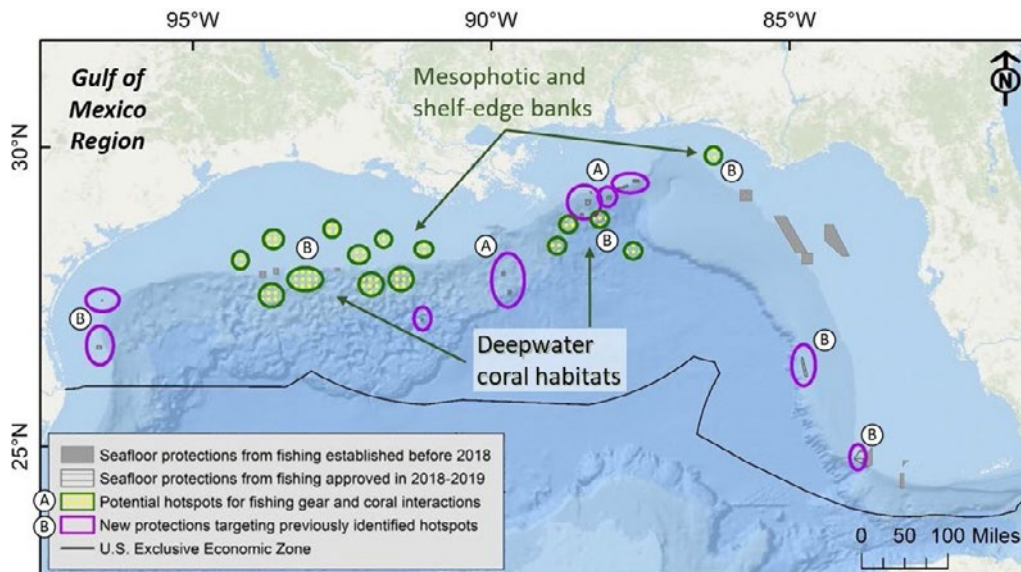 95°W
90°W
85°W
Gulf of
Mexico
Region
Mesophotic and
shelf-edge banks
N
30°N
A
B
B
A
B
B
Deepwater
coral habitats
B
25°N
B
Seafloor protections from fishing established before 2018
Seafloor protections from fishing approved in 2018-2019
A Potential hotspots for fishing gear and coral interactions
B New protections targeting previously identified hotspots
U.S. Exclusive Economic Zone
0 50 100 Miles